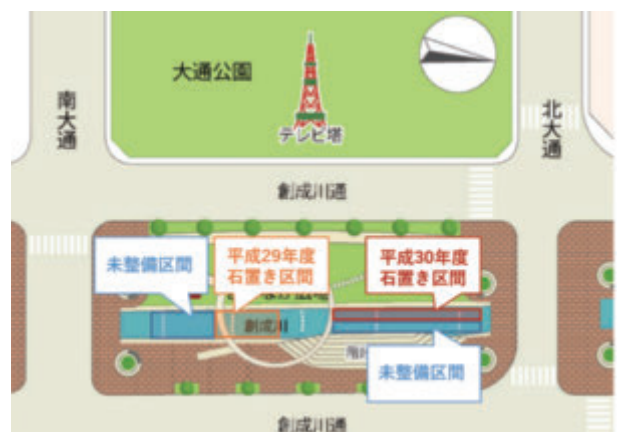 大通公園
テレビ塔
南大通
北大通
創成川通
未整備区間
平成29年度
石置き区間
平成30年度
石置き区間
創成川
未整備区間
創成川通